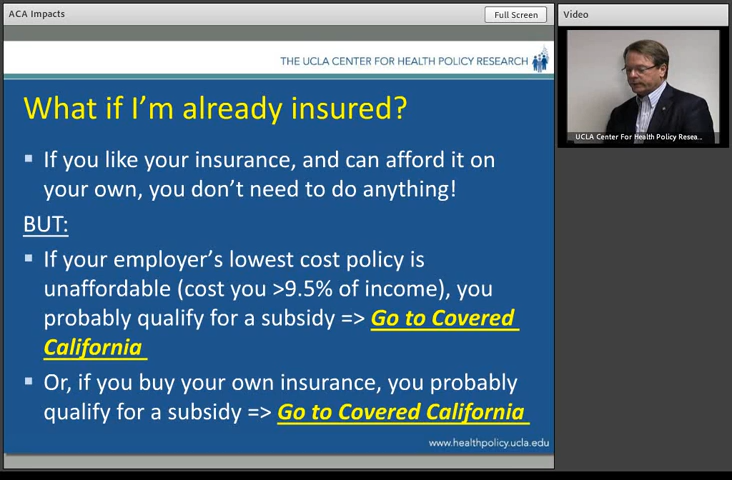 ACA Impacts
Full Screen
Video
THE UCLA CENTER FOR HEALTH POLICY RESEARCH
What if I'm already insured?
▪ If you like your insurance, and can afford it on
your own, you don't need to do anything!
BUT:
▪ If your employer's lowest cost policy is
unaffordable (cost you >9.5% of income), you
probably qualify for a subsidy => Go to Covered
California
▪ Or, if you buy your own insurance, you probably
qualify for a subsidy => Go to Covered California
www.healthpolicy.ucla.edu
UCLA Center For Health Policy Resea...